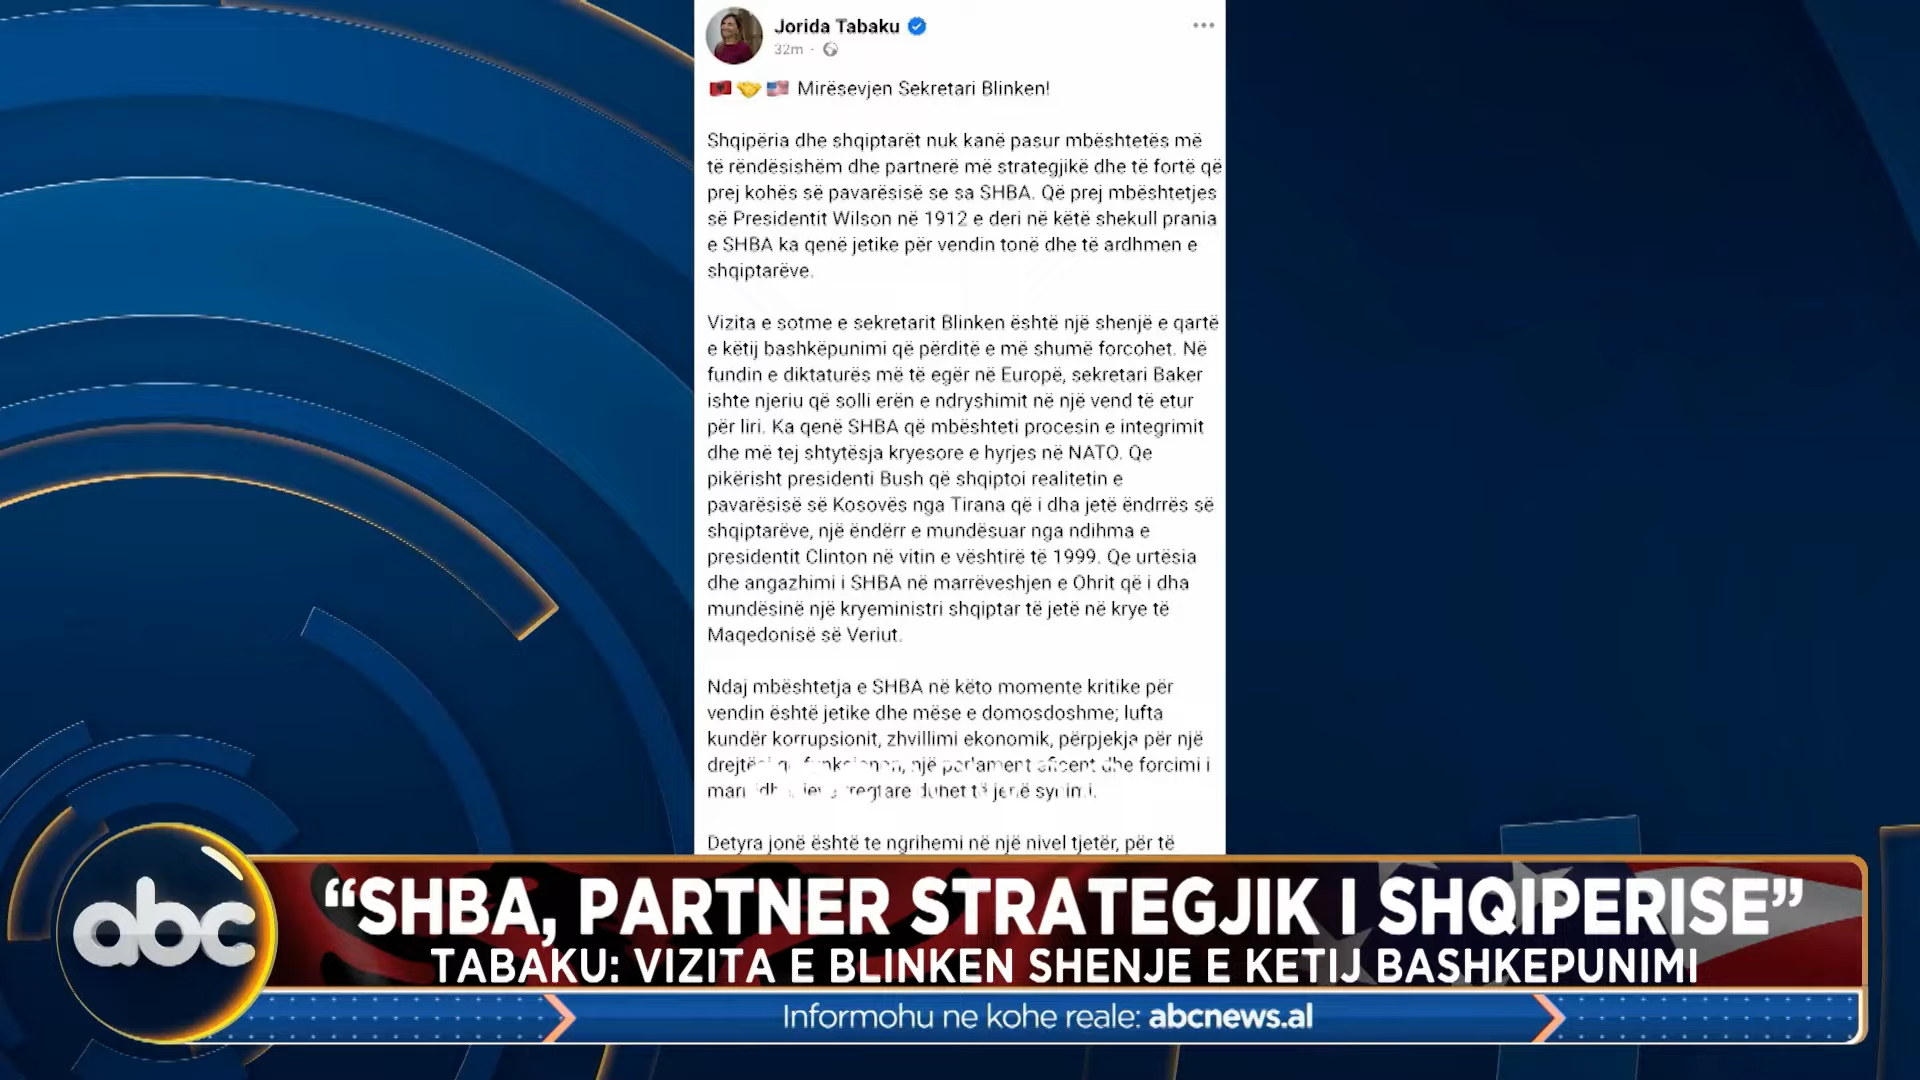 Jorida Tabaku
32m
Mirësevjen Sekretari Blinken!
Shqipëria dhe shqiptarët nuk kanë pasur mbështetës më
të rëndësishëm dhe partnerë më strategjikë dhe të fortë që
prej kohës së pavarësisë se sa SHBA. Që prej mbështetjes
së Presidentit Wilson në 1912 e deri në këtë shekull prania
e SHBA ka qenë jetike për vendin tonë dhe të ardhmen e
shqiptarëve.
Vizita e sotme e sekretarit Blinken është një shenjë e qartë
e këtij bashkëpunimi që përditë e më shumë forcohet. Në
fundin e diktaturës më të egër në Europë, sekretari Baker
ishte njeriu që solli erën e ndryshimit në një vend të etur
për liri. Ka qenë SHBA që mbështeti procesin e integrimit
dhe më tej shtytësja kryesore e hyrjes në NATO. Qe
pikërisht presidenti Bush që shqiptoi realitetin e
pavarësisë së Kosovës nga Tirana që i dha jetë ëndrrës së
shqiptarëve, një ëndërr e mundësuar nga ndihma e
presidentit Clinton në vitin e vështirë të 1999. Qe urtësia
dhe angazhimi i SHBA në marrëveshjen e Ohrit që i dha
mundësinë një kryeministri shqiptar të jetë në krye të
Maqedonisë së Veriut.
Ndaj mbështetja e SHBA në këto momente kritike për
vendin është jetike dhe mëse e domosdoshme; lufta
kundër korrupsionit, zhvillimi ekonomik, përpjekja për një
një parlament eficent dhe forcimi i
duhet të jenë synimi.
Detyra jonë është te ngrihemi në një nivel tjetër, për të
abc
“SHBA, PARTNER STRATEGJIK I SHQIPERISE”
TABAKU: VIZITA E BLINKEN SHENJE E KETIJ BASHKEPUNIMI
Informohu ne kohe reale: abcnews.al